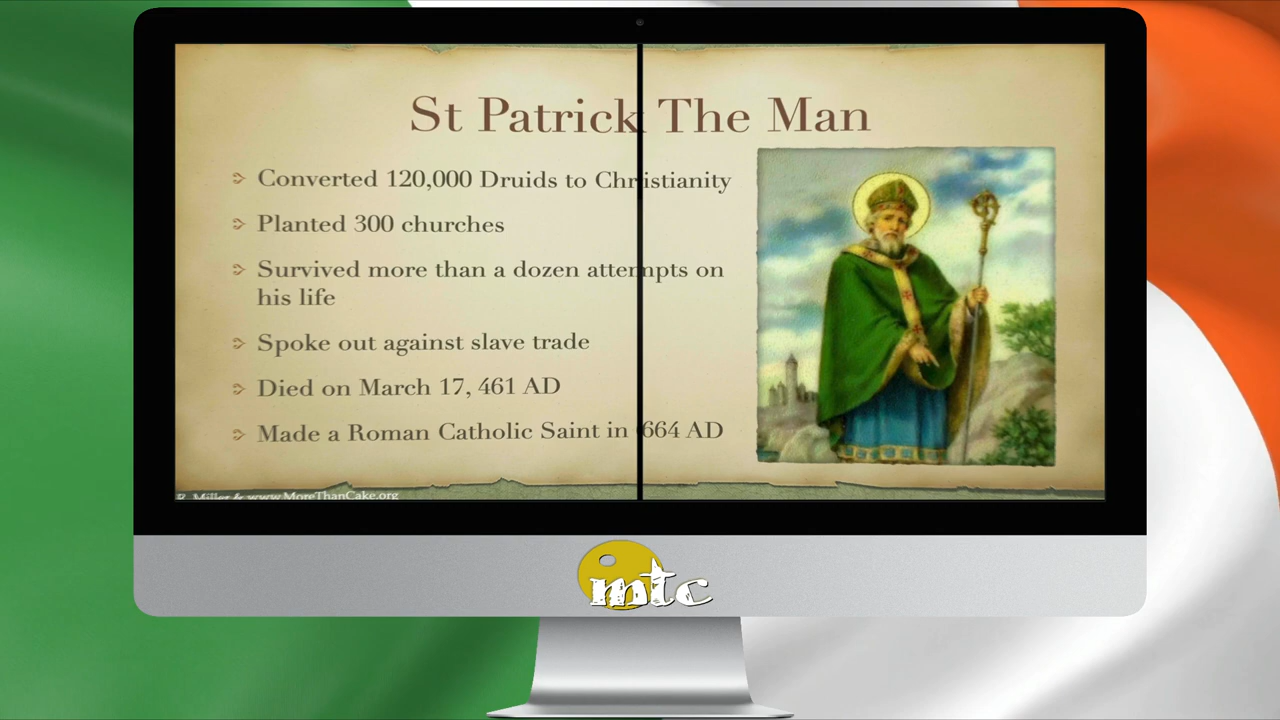 St Patrick The Man
Converted 120,000 Druids to Christianity
Planted 300 churches
Survived more than a dozen attempts on
his life
Spoke out against slave trade
Died on March 17, 461 AD
Made a Roman Catholic Saint in 664 AD
R. Miller & www.MoreThanCake.org
mtc